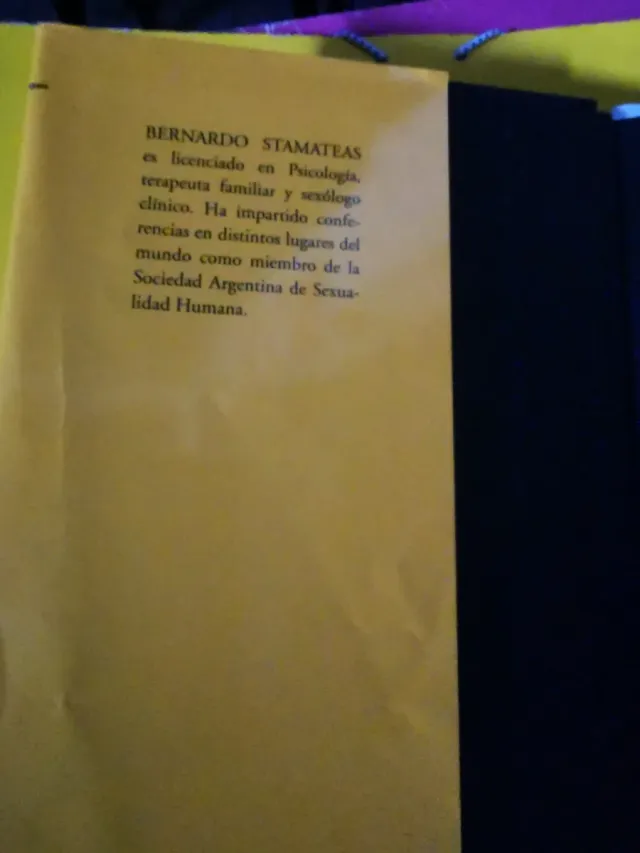 BERNARDO STAMATEAS
es licenciado en Psicología,
terapeuta familiar y sexólogo
clínico. Ha impartido confe-
rencias en distintos lugares del
mundo como miembro de la
Sociedad Argentina de Sexua-
lidad Humana.